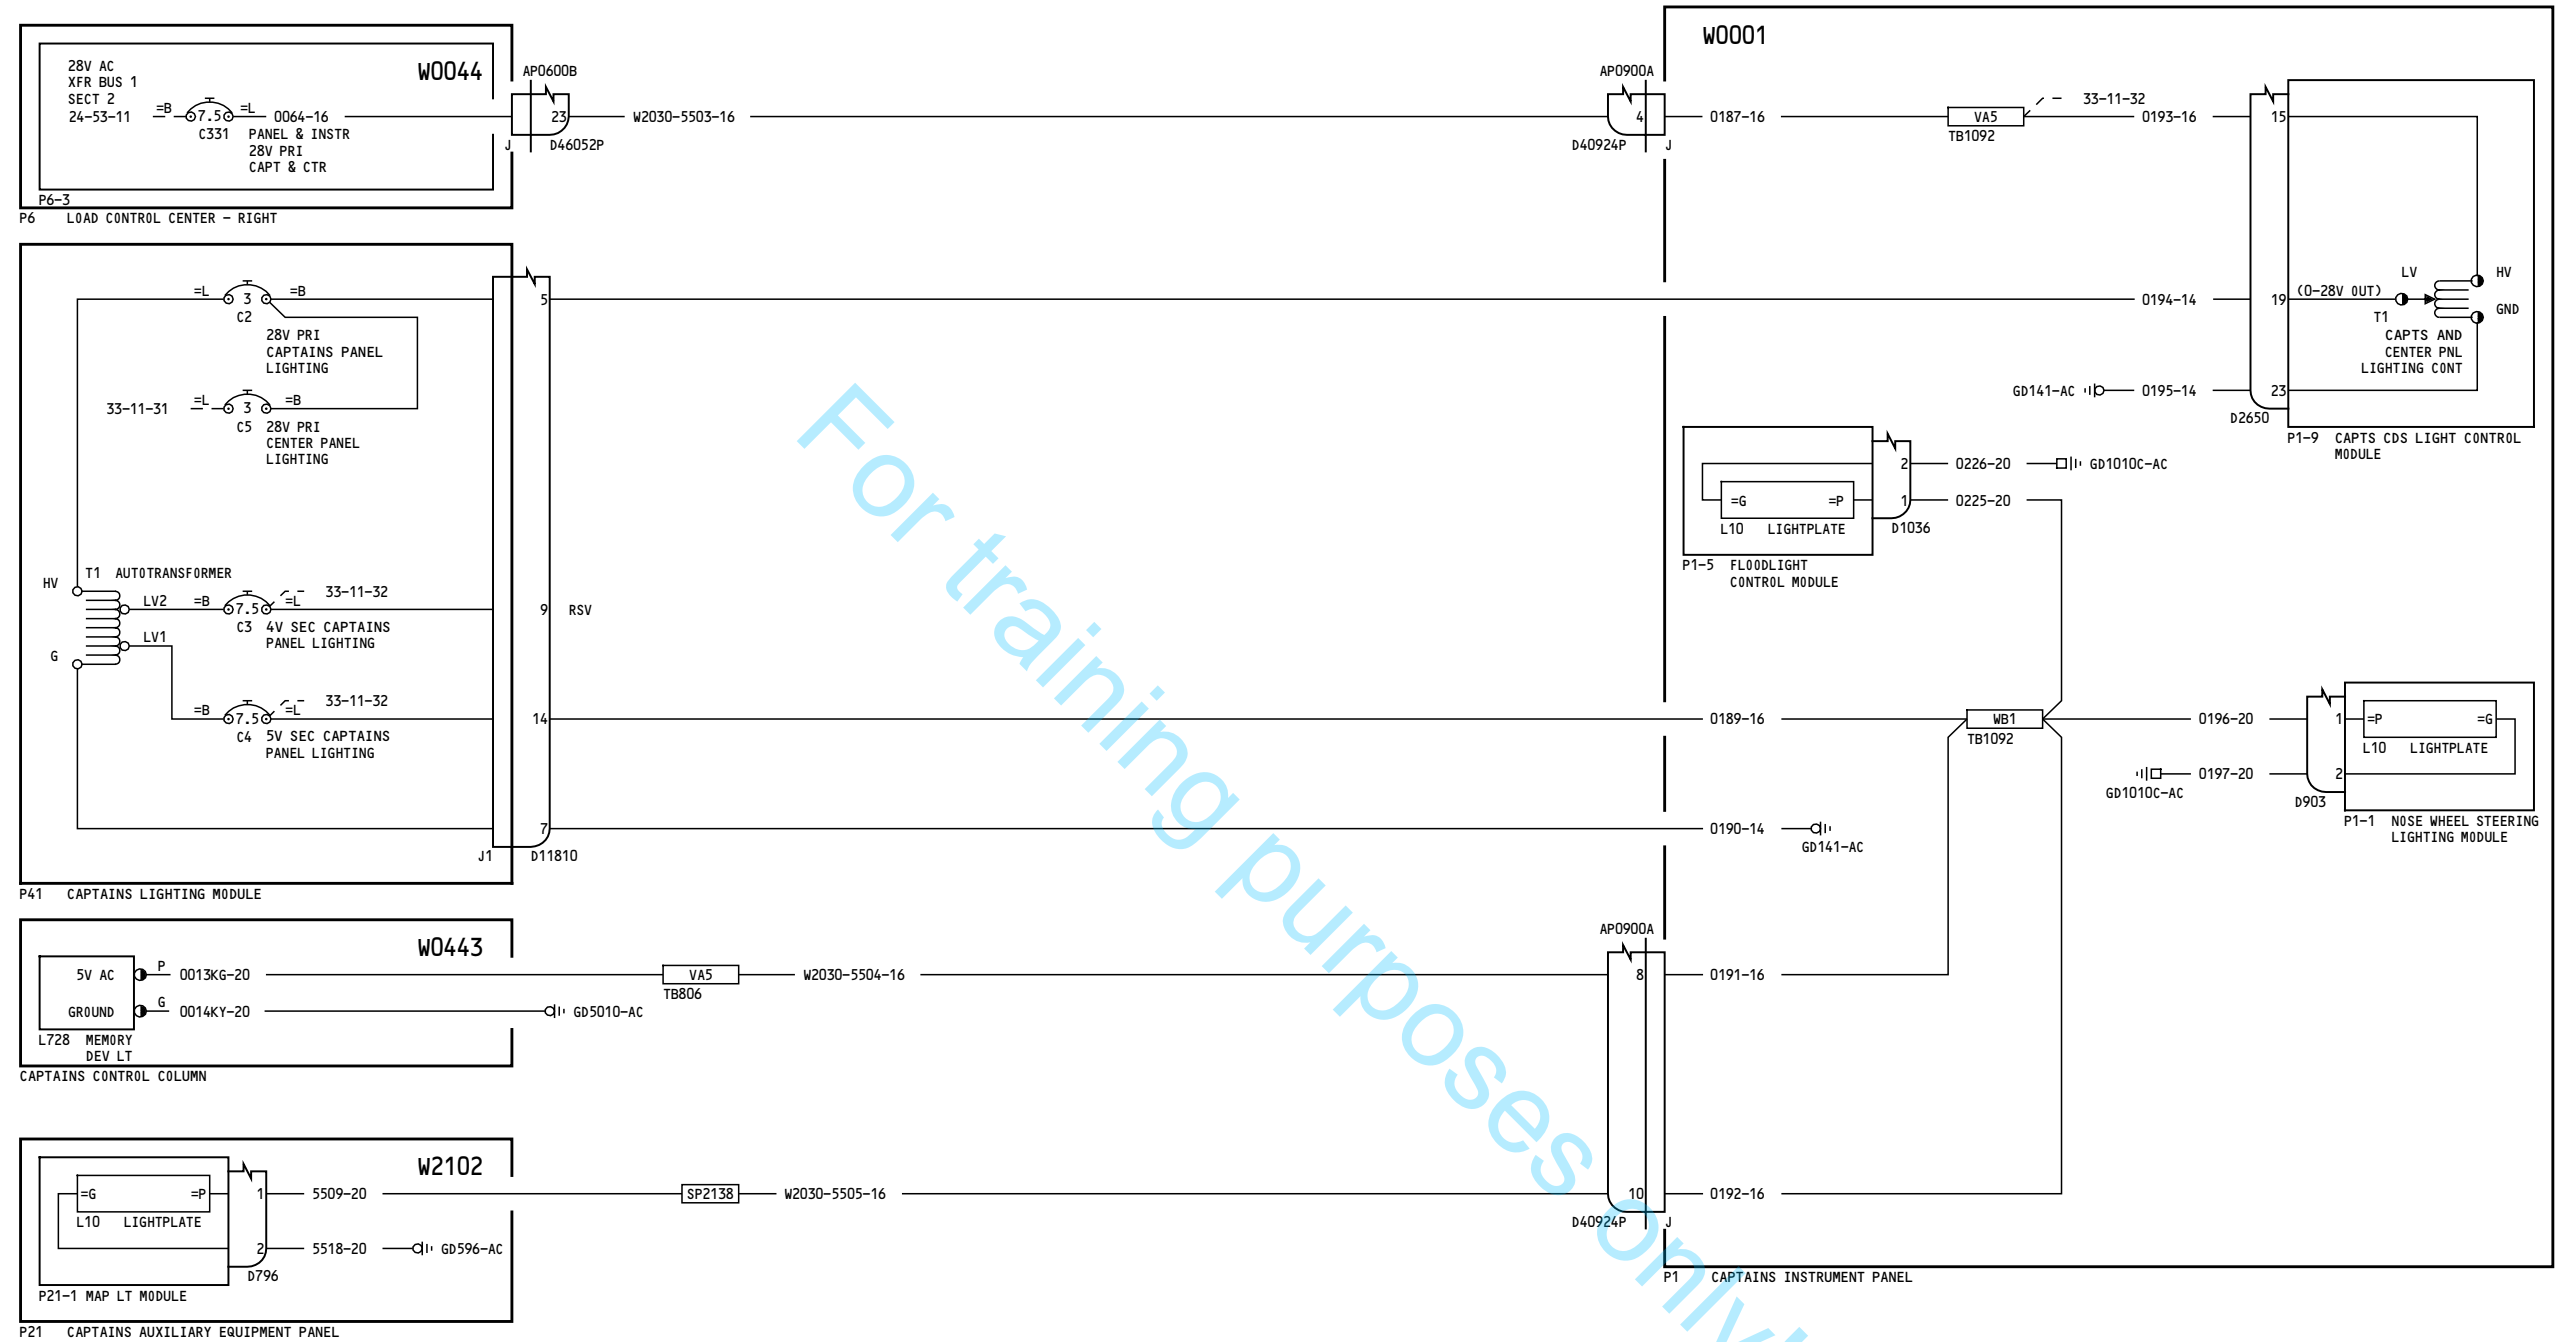 W0044
28V AC
XFR BUS 1
SECT 2
24-53-11
=B
7.5
=L
0064-16
C331
PANEL & INSTR
28V PRI
CAPT & CTR
P6-3
P6 LOAD CONTROL CENTER - RIGHT
AP0600B
23
J
D46052P
W2030-5503-16
AP0900A
4
D40924P
J
W0001
0187-16
VA5
TB1092
33-11-32
0193-16
15
LV
HV
0194-14
19
(0-28V OUT)
T1
GND
CAPTS AND
CENTER PNL
LIGHTING CONT
GD141-AC
0195-14
23
D2650
P1-9 CAPTS CDS LIGHT CONTROL
MODULE
=L
3
=B
C2
28V PRI
CAPTAINS PANEL
LIGHTING
5
33-11-31
=L
3
=B
C5
28V PRI
CENTER PANEL
LIGHTING
HV
T1 AUTOTRANSFORMER
LV2
=B
7.5
=L
33-11-32
C3
4V SEC CAPTAINS
PANEL LIGHTING
9
RSV
LV1
G
=B
7.5
=L
33-11-32
C4
5V SEC CAPTAINS
PANEL LIGHTING
14
7
J1
D11810
P41 CAPTAINS LIGHTING MODULE
2
0226-20
GD1010C-AC
=G
=P
1
0225-20
L10 LIGHTPLATE
D1036
P1-5 FLOODLIGHT
CONTROL MODULE
0189-16
WB1
TB1092
0196-20
1
=P
=G
L10 LIGHTPLATE
GD1010C-AC
0197-20
2
D903
P1-1 NOSE WHEEL STEERING
LIGHTING MODULE
0190-14
GD141-AC
W0443
5V AC
P
0013KG-20
VA5
TB806
W2030-5504-16
AP0900A
8
0191-16
GROUND
G
0014KY-20
GD5010-AC
L728 MEMORY
DEV LT
CAPTAINS CONTROL COLUMN
W2102
=G
=P
1
5509-20
SP2138
W2030-5505-16
10
0192-16
L10 LIGHTPLATE
D40924P
J
2
5518-20
GD596-AC
D796
P21-1 MAP LT MODULE
P21 CAPTAINS AUXILIARY EQUIPMENT PANEL
P1 CAPTAINS INSTRUMENT PANEL
For training purposes only!